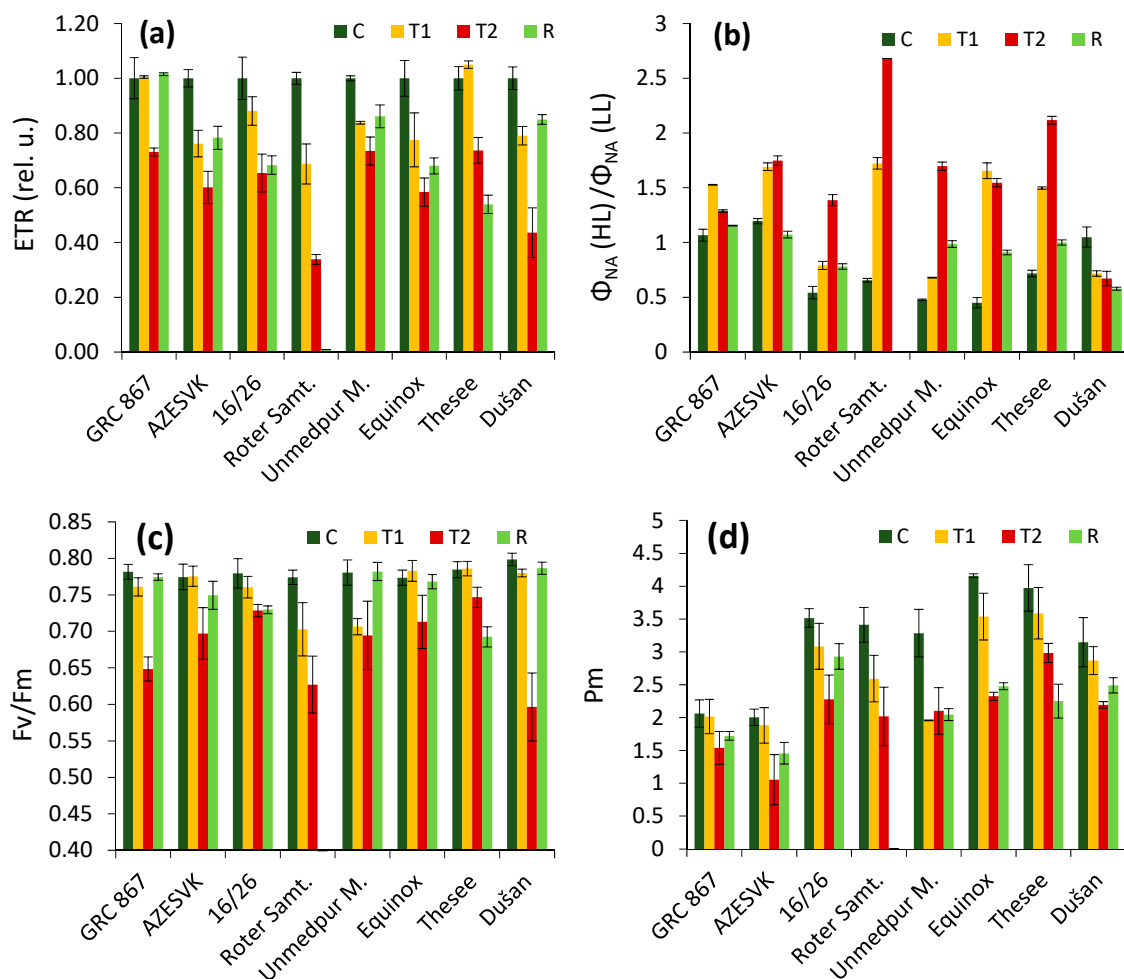 (a)
C T1 T2 R
ETR (rel. u.)
1.20
1.00
0.80
0.60
0.40
0.20
0.00
GRC 867
AZESVK
16/26
Roter Samt.
Unmedpur M.
Equinox
Thesee
Dušan
(b)
C T1 T2 R
ΦNA (HL) /ΦNA (LL)
3
2.5
2
1.5
1
0.5
0
GRC 867
AZESVK
16/26
Roter Samt.
Unmedpur M.
Equinox
Thesee
Dušan
(c)
C T1 T2 R
Fv/Fm
0.85
0.80
0.75
0.70
0.65
0.60
0.55
0.50
0.45
0.40
GRC 867
AZESVK
16/26
Roter Samt.
Unmedpur M.
Equinox
Thesee
Dušan
(d)
C T1 T2 R
Pm
5
4.5
4
3.5
3
2.5
2
1.5
1
0.5
0
GRC 867
AZESVK
16/26
Roter Samt.
Unmedpur M.
Equinox
Thesee
Dušan